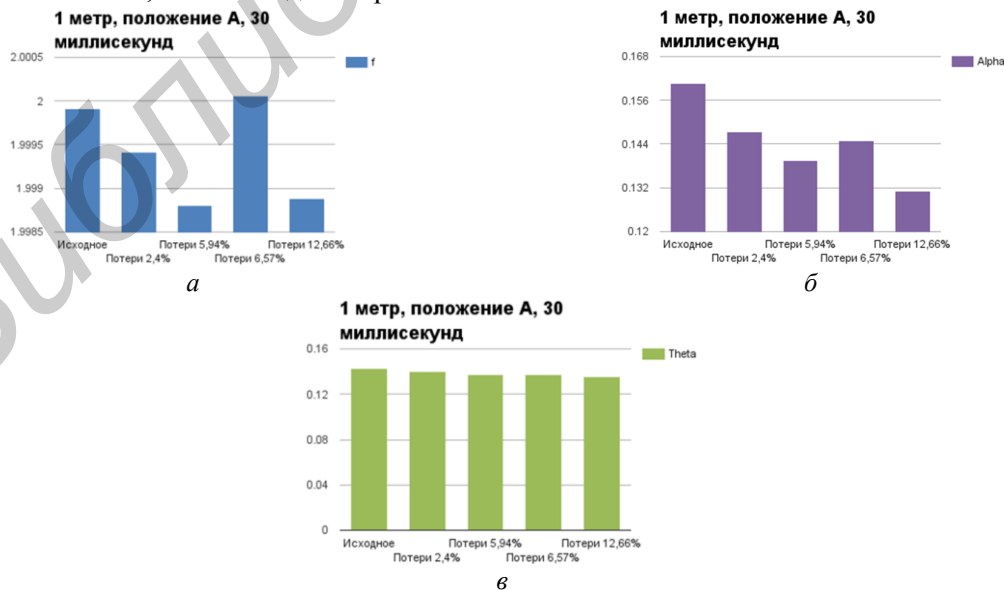 1 метр, положение А, 30
миллисекунд
2.0005
2
1.9995
1.999
1.9985
f
Исходное
Потери 5,94%
Потери 12,66%
Потери 2,4%
Потери 6,57%
а
1 метр, положение А, 30
миллисекунд
0.168
0.156
0.144
0.132
0.12
Alpha
Исходное
Потери 5,94%
Потери 12,66%
Потери 2,4%
Потери 6,57%
б
1 метр, положение А, 30
миллисекунд
0.16
0.12
0.08
0.04
0
Theta
Исходное
Потери 5,94%
Потери 12,66%
Потери 2,4%
Потери 6,57%
в